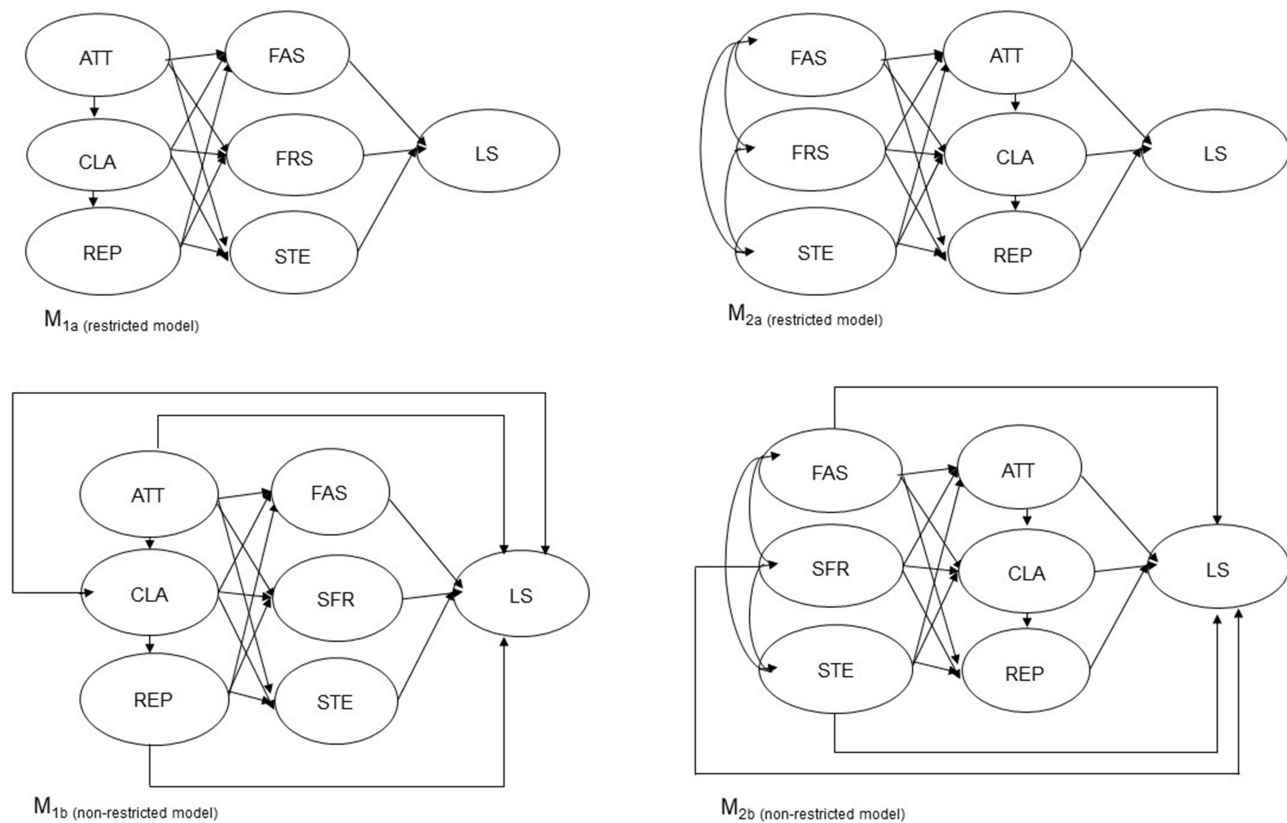 ATT
FAS
CLA
FRS
LS
REP
STE
M1a (restricted model)
FAS
ATT
FRS
CLA
LS
STE
REP
M2a (restricted model)
ATT
FAS
CLA
SFR
LS
REP
STE
M1b (non-restricted model)
FAS
ATT
SFR
CLA
LS
STE
REP
M2b (non-restricted model)